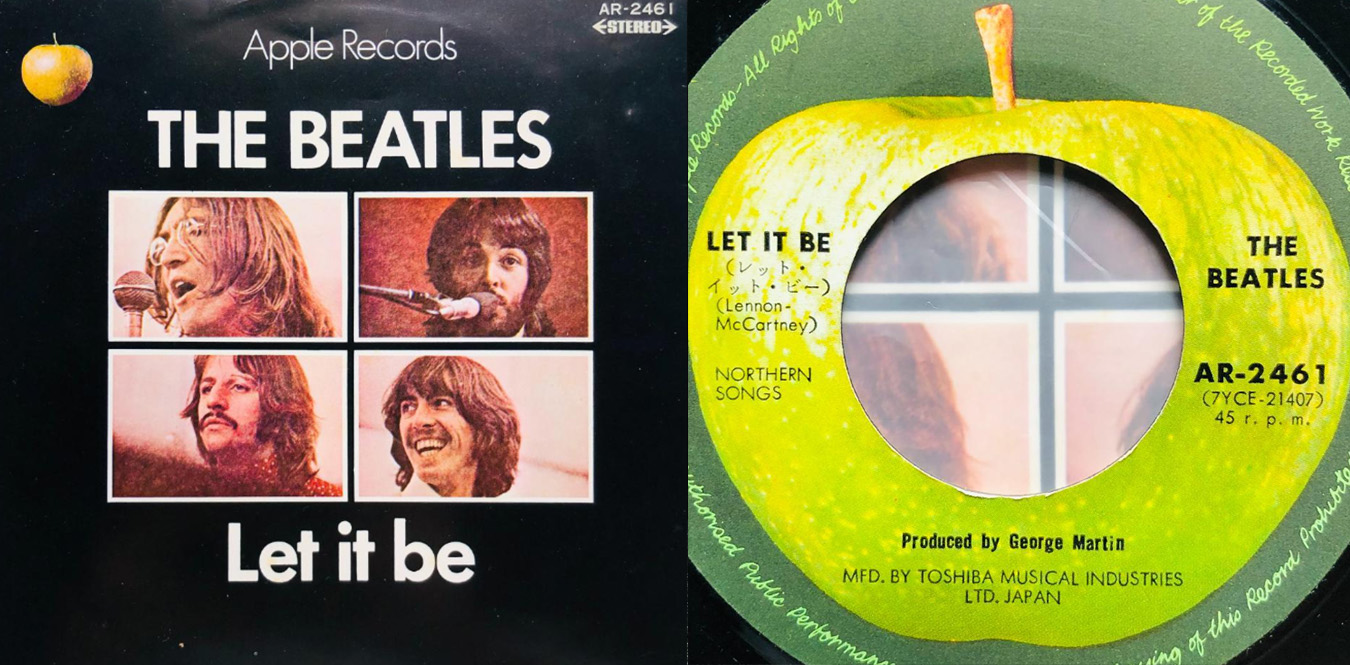 AR-2461
STEREO
Apple Records
THE BEATLES
Let it be
Records - All Rights of
of the Recorded Work
LET IT BE
(レット・
イット・ビー)
(Lennon-
McCartney)
NORTHERN
SONGS
THE
BEATLES
AR-2461
(7YCE-21407)
45 r. p. m.
Produced by George Martin
MFD. BY TOSHIBA MUSICAL INDUSTRIES
LTD. JAPAN
Public Performance
of this Record Prohibited